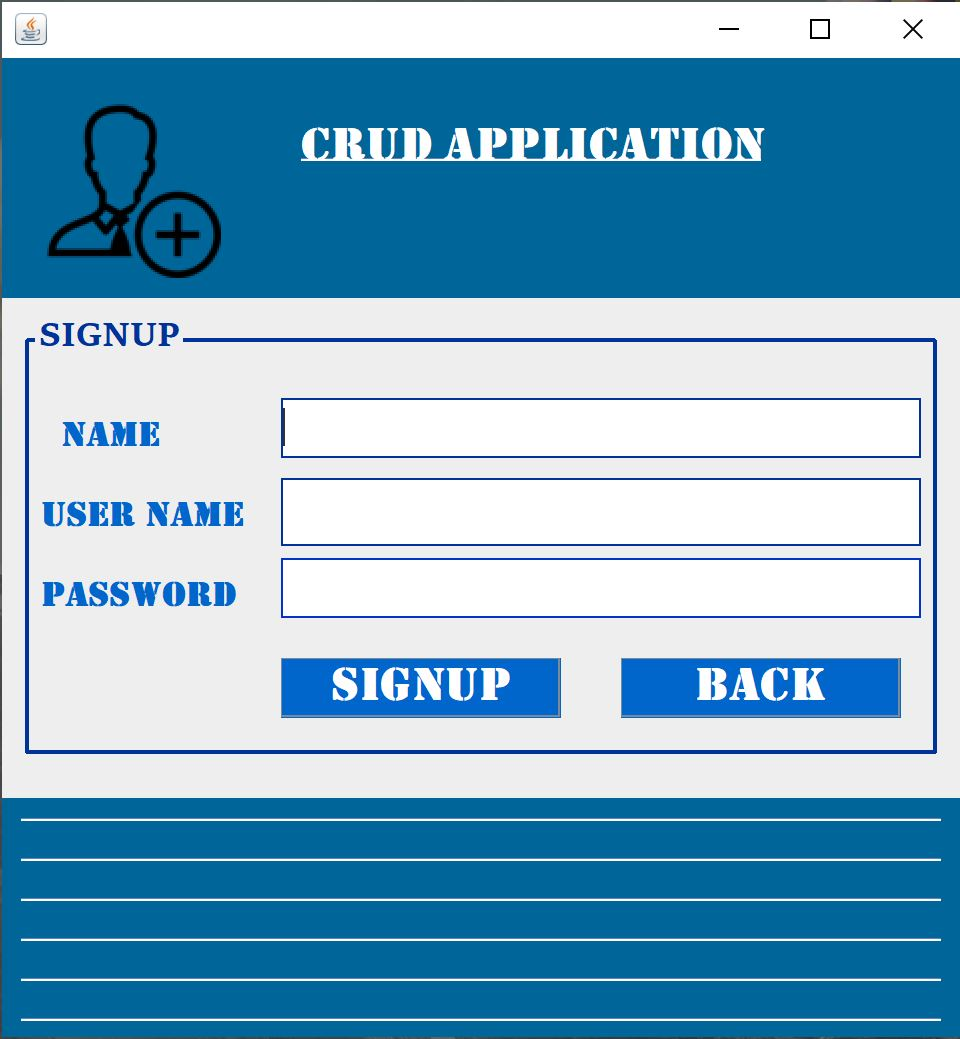 CRUD APPLICATION
SIGNUP
NAME
USER NAME
PASSWORD
SIGNUP BACK